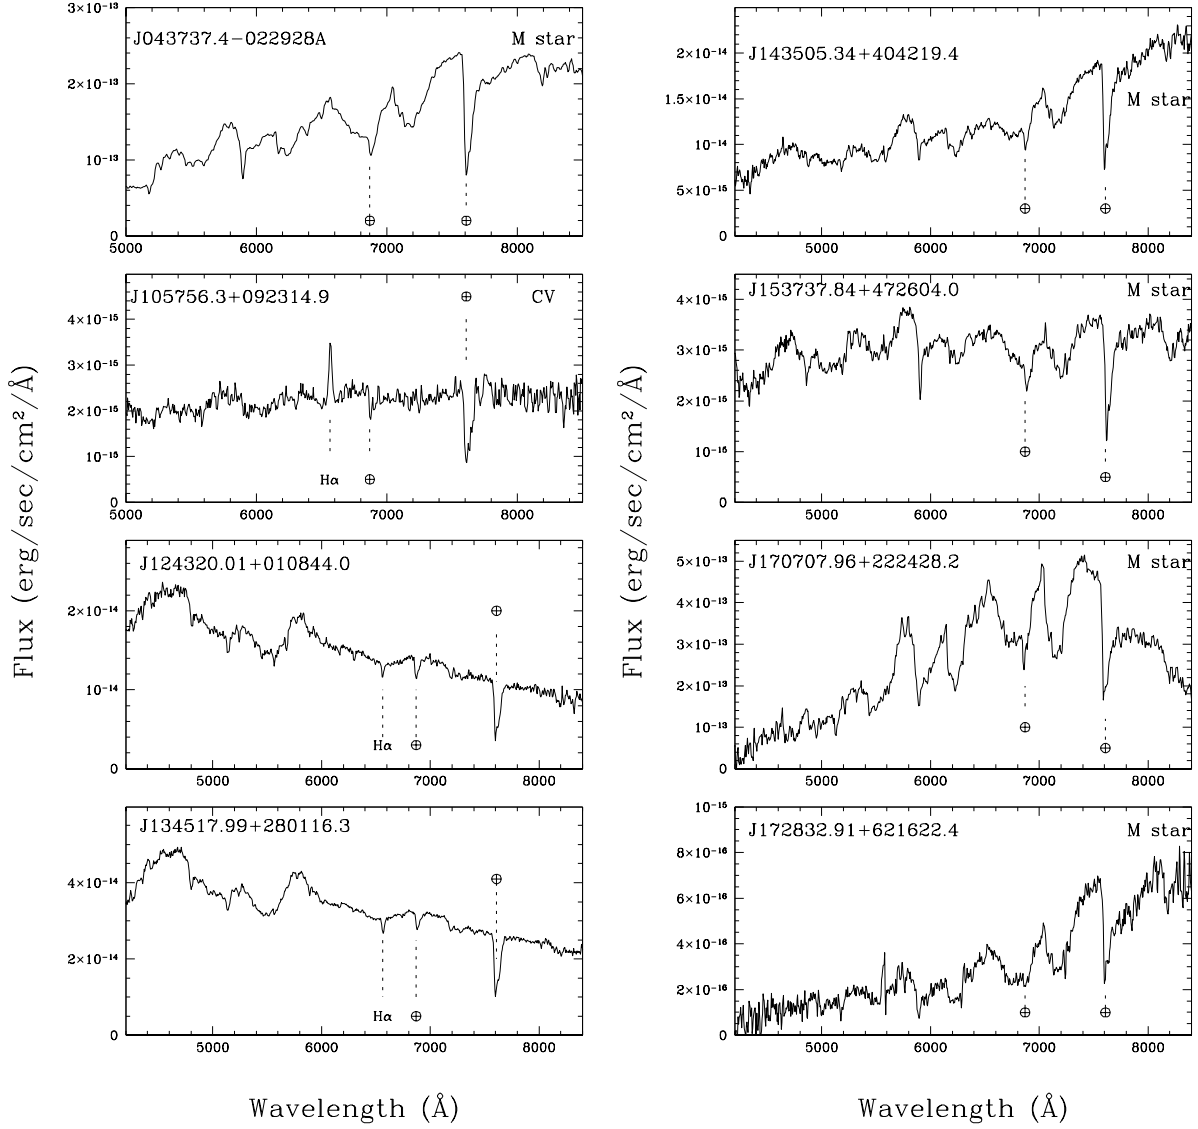 Flux (erg/sec/cm²/Å)
3×10⁻¹³
J043737.4−022928A M star
2×10⁻¹³
10⁻¹³
⊕ ⊕
0
5000 6000 7000 8000
J105756.3+092314.9 ⊕ CV
4×10⁻¹⁵
3×10⁻¹⁵
2×10⁻¹⁵
10⁻¹⁵
Hα ⊕
0
5000 6000 7000 8000
J124320.01+010844.0
2×10⁻¹⁴ ⊕
10⁻¹⁴
Hα ⊕
0
5000 6000 7000 8000
J134517.99+280116.3
4×10⁻¹⁴ ⊕
2×10⁻¹⁴
Hα ⊕
0
5000 6000 7000 8000
Wavelength (Å)
Flux (erg/sec/cm²/Å)
J143505.34+404219.4
2×10⁻¹⁴
1.5×10⁻¹⁴ M star
10⁻¹⁴
5×10⁻¹⁵
⊕ ⊕
0
5000 6000 7000 8000
J153737.84+472604.0 M star
4×10⁻¹⁵
3×10⁻¹⁵
2×10⁻¹⁵
10⁻¹⁵ ⊕
⊕
0
5000 6000 7000 8000
J170707.96+222428.2 M star
5×10⁻¹³
4×10⁻¹³
3×10⁻¹³
2×10⁻¹³
10⁻¹³ ⊕
⊕
0
5000 6000 7000 8000
10⁻¹⁵
J172832.91+621622.4 M star
8×10⁻¹⁶
6×10⁻¹⁶
4×10⁻¹⁶
2×10⁻¹⁶
⊕ ⊕
0
5000 6000 7000 8000
Wavelength (Å)